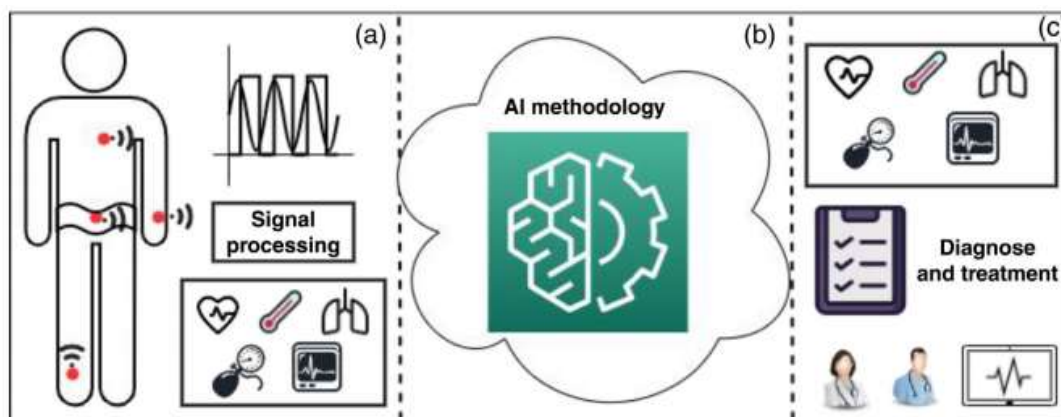 (a)
Signal
processing
(b)
AI methodology
(c)
Diagnose
and treatment